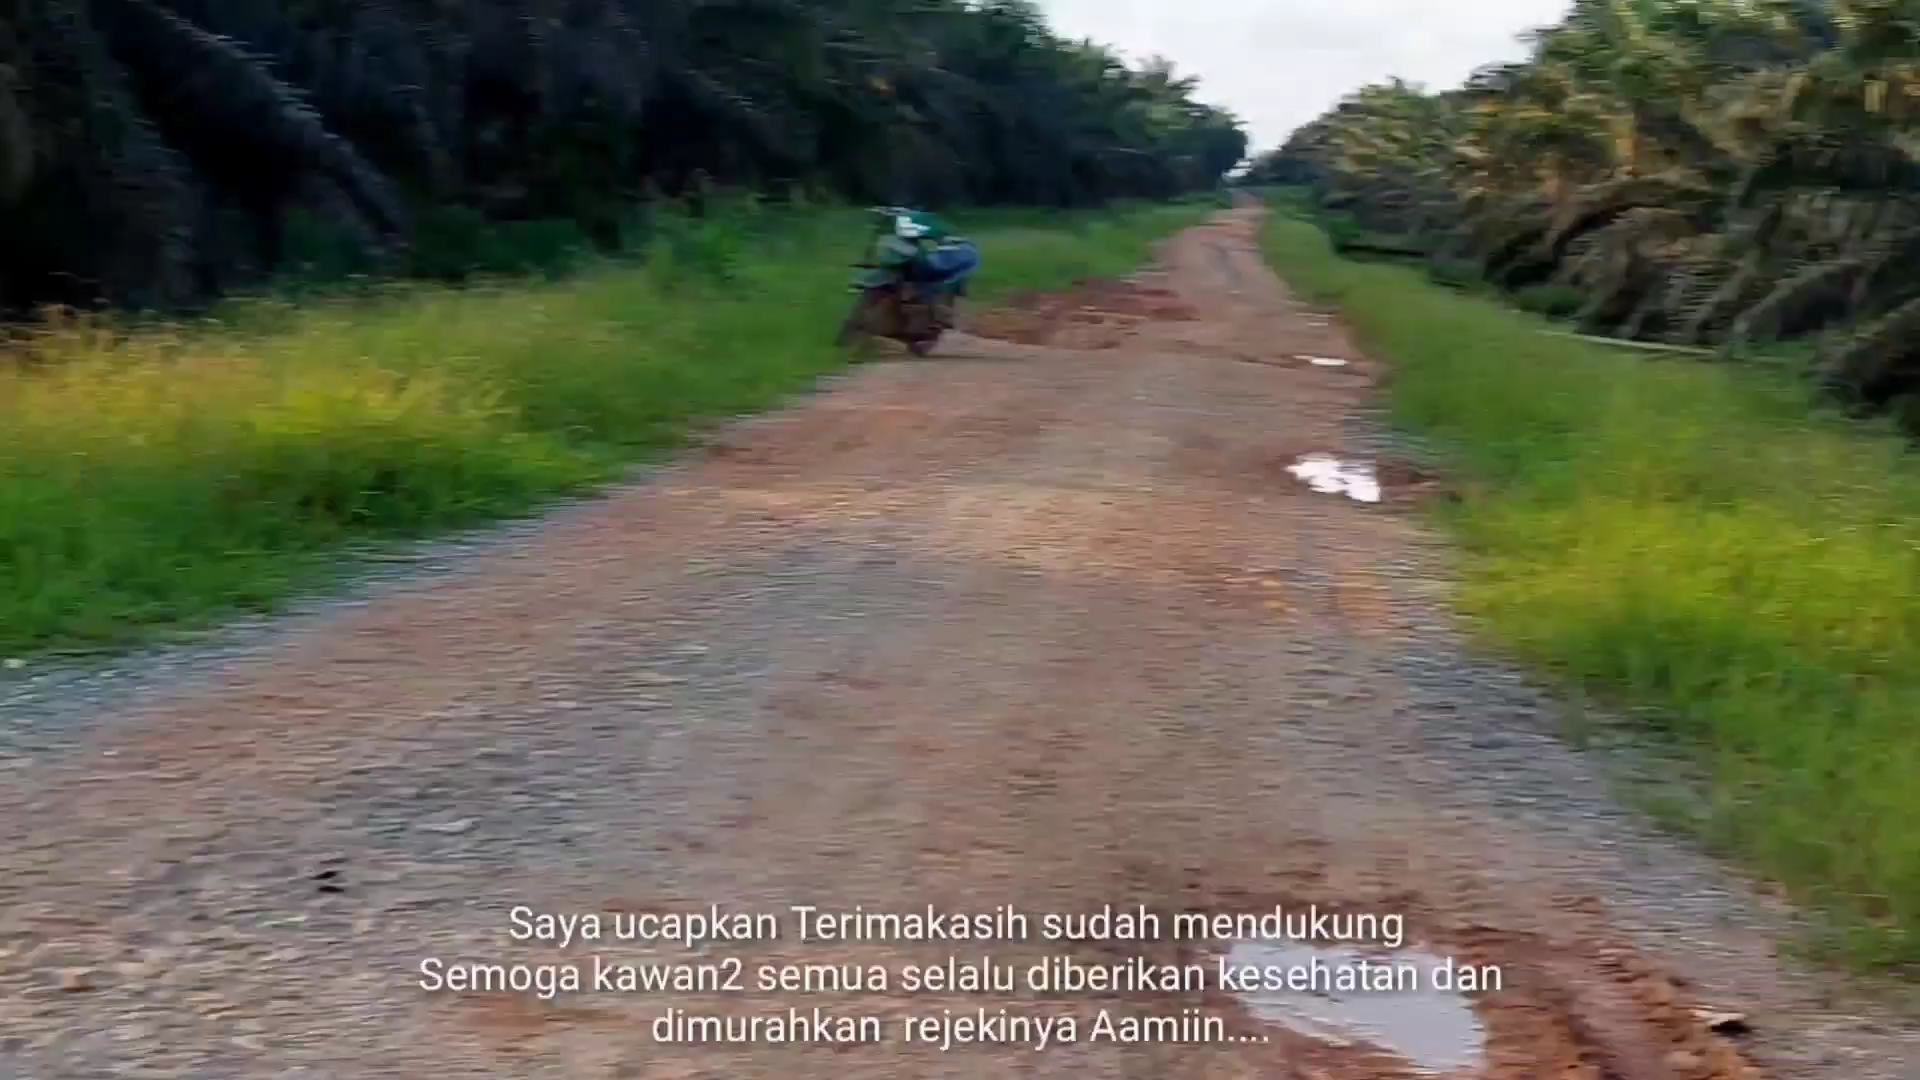 Saya ucapkan Terimakasih sudah mendukung
Semoga kawan2 semua selalu diberikan kesehatan dan
dimurahkan  rejekinya Aamiin....